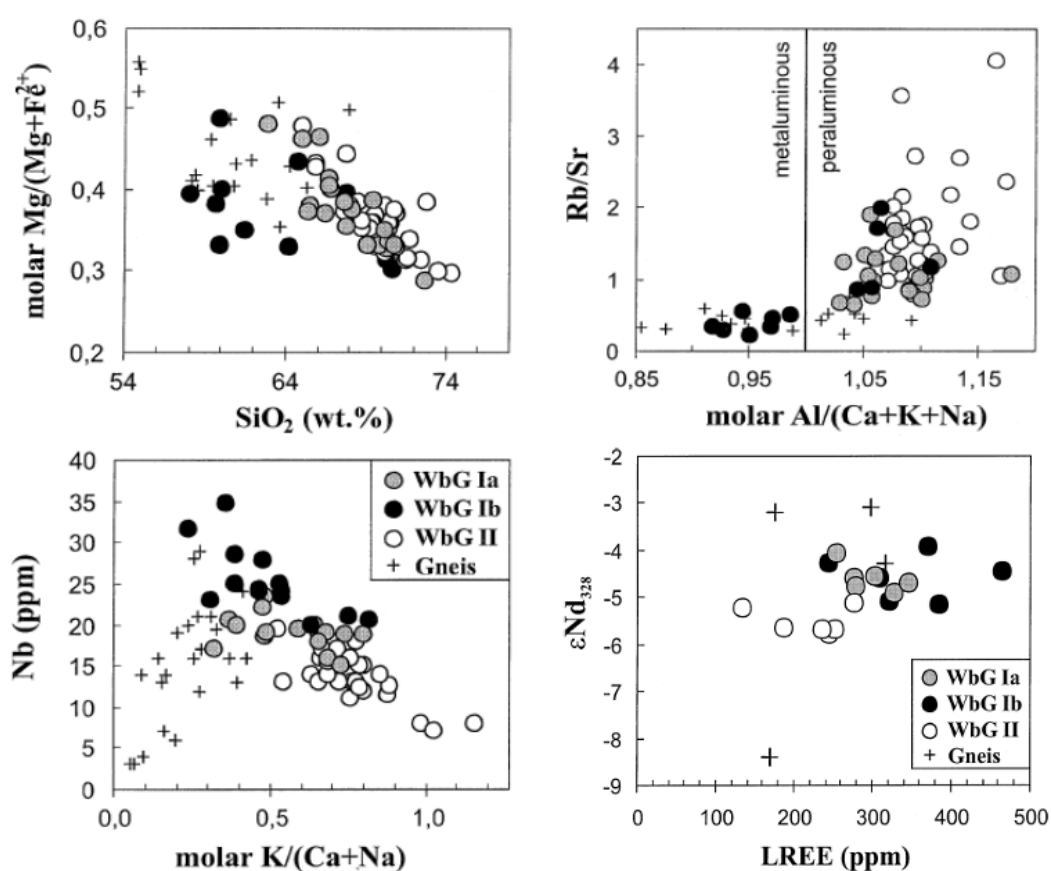 0,6
0,5
0,4
0,3
0,2
molar Mg/(Mg+Fe²⁺)
54
64
74
SiO₂ (wt.%)
4
3
2
1
0
Rb/Sr
metaluminous
peraluminous
0,85
0,95
1,05
1,15
molar Al/(Ca+K+Na)
40
35
30
25
20
15
10
5
0
Nb (ppm)
WbG Ia
WbG Ib
WbG II
Gneis
0,0
0,5
1,0
molar K/(Ca+Na)
-2
-3
-4
-5
-6
-7
-8
-9
εNd₃₂₈
WbG Ia
WbG Ib
WbG II
Gneis
0
100
200
300
400
500
LREE (ppm)